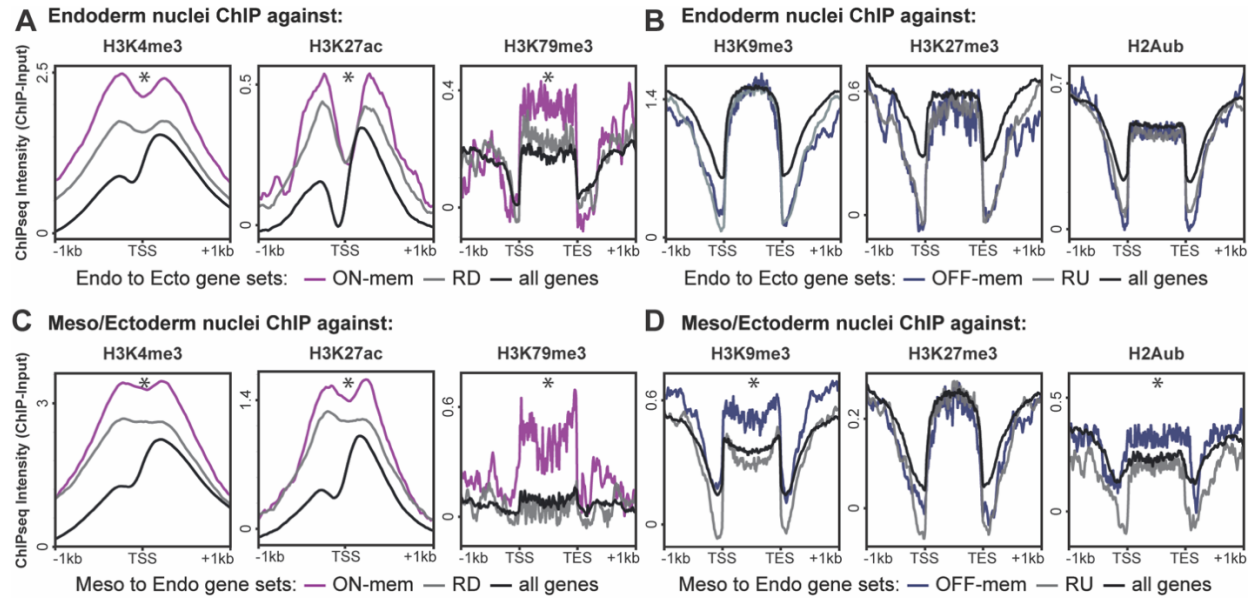 A Endoderm nuclei ChIP against:
H3K4me3 H3K27ac H3K79me3
ChIPseq Intensity (ChIP-Input)
2.5
0
0.5
0
0.4
0
*
*
*
-1kb TSS +1kb
-1kb TSS +1kb
-1kb TSS TES +1kb
Endo to Ecto gene sets: ON-mem RD all genes
B Endoderm nuclei ChIP against:
H3K9me3 H3K27me3 H2Aub
1.4
0
0.6
0
0.7
0
-1kb TSS TES +1kb
-1kb TSS TES +1kb
-1kb TSS TES +1kb
Endo to Ecto gene sets: OFF-mem RU all genes
C Meso/Ectoderm nuclei ChIP against:
H3K4me3 H3K27ac H3K79me3
ChIPseq Intensity (ChIP-Input)
3
0
1.4
0
0.6
0
*
*
*
-1kb TSS +1kb
-1kb TSS +1kb
-1kb TSS TES +1kb
Meso to Endo gene sets: ON-mem RD all genes
D Meso/Ectoderm nuclei ChIP against:
H3K9me3 H3K27me3 H2Aub
0.6
0
0.2
0
0.5
0
*
*
-1kb TSS TES +1kb
-1kb TSS TES +1kb
-1kb TSS TES +1kb
Meso to Endo gene sets: OFF-mem RU all genes